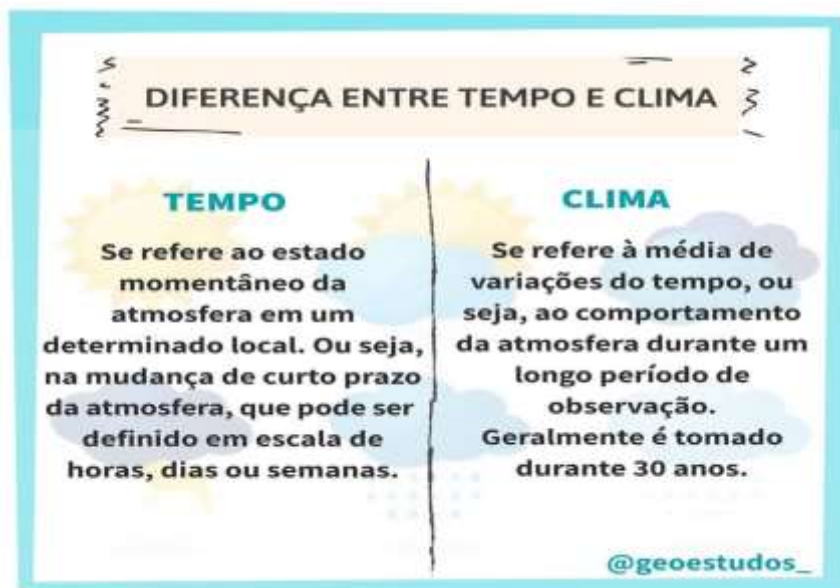 DIFERENÇA ENTRE TEMPO E CLIMA
TEMPO
Se refere ao estado
momentâneo da
atmosfera em um
determinado local. Ou seja,
na mudança de curto prazo
da atmosfera, que pode ser
definido em escala de
horas, dias ou semanas.
CLIMA
Se refere à média de
variações do tempo, ou
seja, ao comportamento
da atmosfera durante um
longo período de
observação.
Geralmente é tomado
durante 30 anos.
@geoestudos_